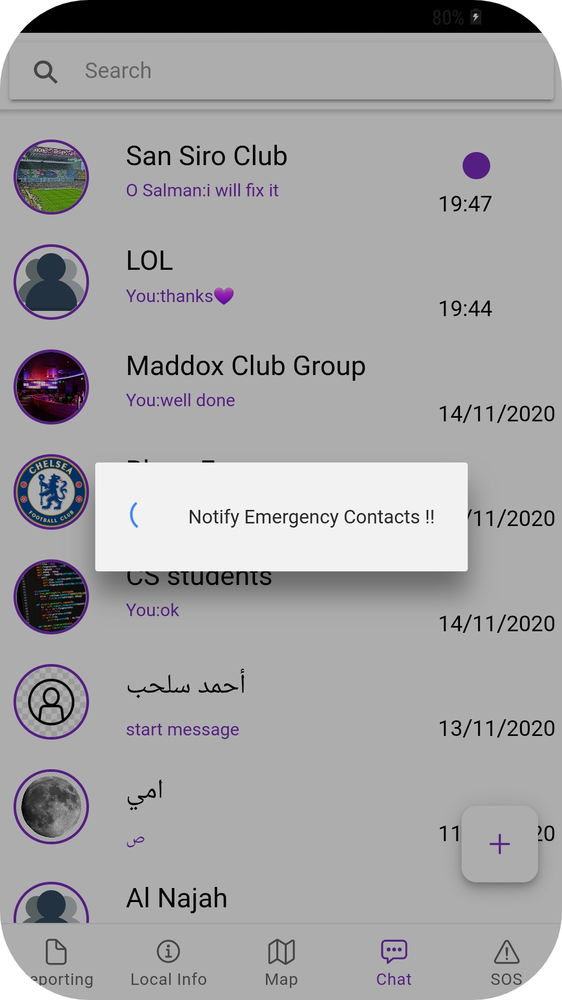 80%
Search
San Siro Club
O Salman:i will fix it
19:47
LOL
You:thanks💜
19:44
Maddox Club Group
You:well done
14/11/2020
CHELSEA
FOOTBALL CLUB
/11/2020
Notify Emergency Contacts !!
CS students
You:ok
14/11/2020
أحمد سلحب
start message
13/11/2020
امي
ص
11
20
+
Al Najah
eporting
Local Info
Map
Chat
SOS